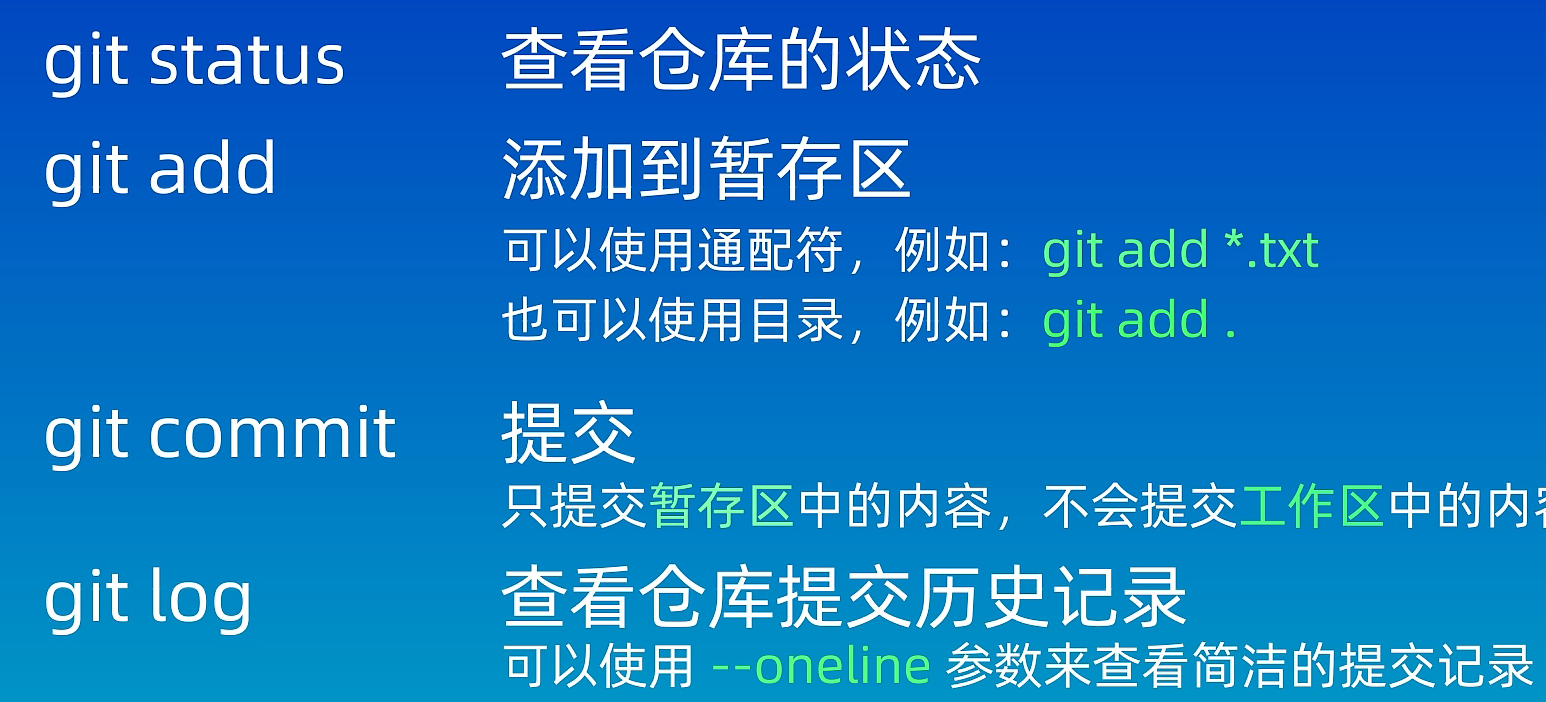 git status 查看仓库的状态
git add 添加到暂存区
可以使用通配符，例如：git add *.txt
也可以使用目录，例如：git add .
git commit 提交
只提交暂存区中的内容，不会提交工作区中的内
git log 查看仓库提交历史记录
可以使用 --oneline 参数来查看简洁的提交记录